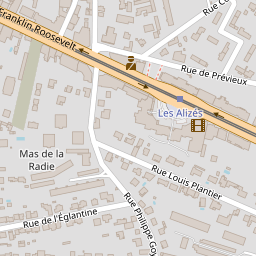 Franklin Roosevelt
Rue de Prévieux
Les Alizés
Mas de la
Radie
Rue Louis Plantier
Rue de l'Églantine
Rue Philippe Goy